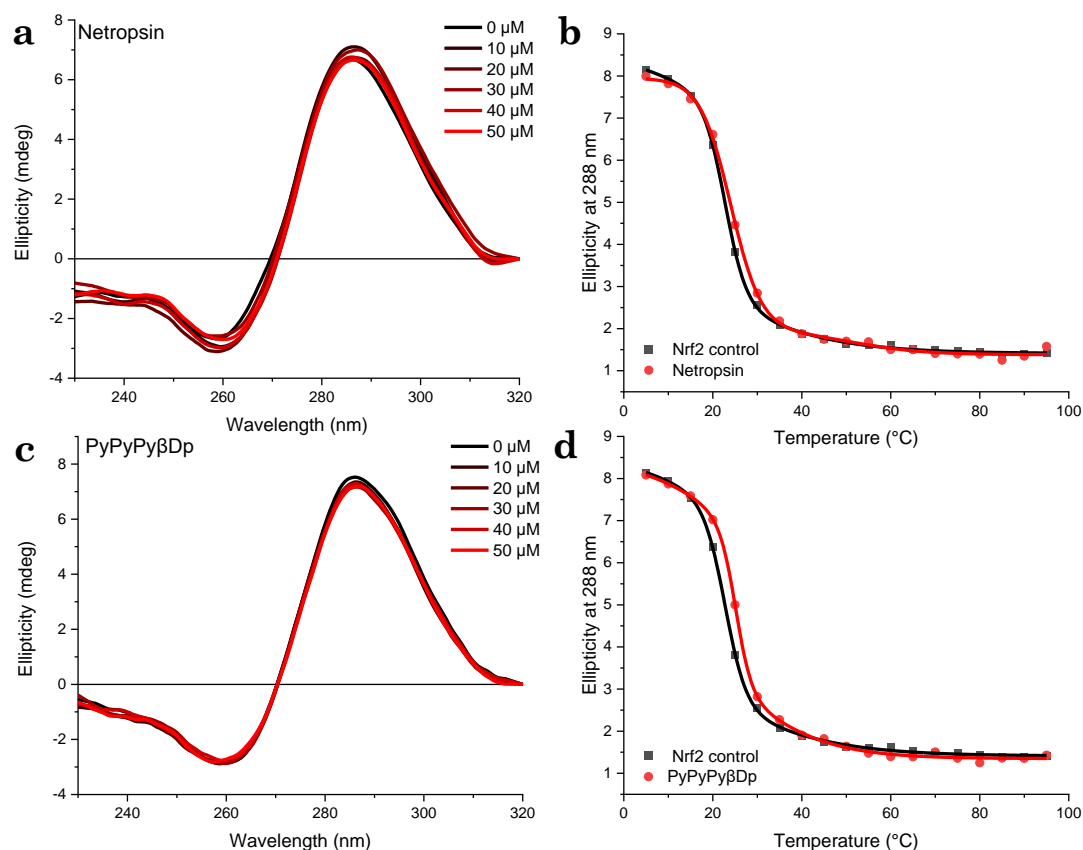 a
Netropsin
0 µM
10 µM
20 µM
30 µM
40 µM
50 µM
Ellipticity (mdeg)
8
6
4
2
0
-2
-4
240 260 280 300 320
Wavelength (nm)
b
Ellipticity at 288 nm
9
8
7
6
5
4
3
2
1
Nrf2 control
Netropsin
0 20 40 60 80 100
Temperature (°C)
c
PyPyPyβDp
0 µM
10 µM
20 µM
30 µM
40 µM
50 µM
Ellipticity (mdeg)
8
6
4
2
0
-2
-4
240 260 280 300 320
Wavelength (nm)
d
Ellipticity at 288 nm
9
8
7
6
5
4
3
2
1
Nrf2 control
PyPyPyβDp
0 20 40 60 80 100
Temperature (°C)